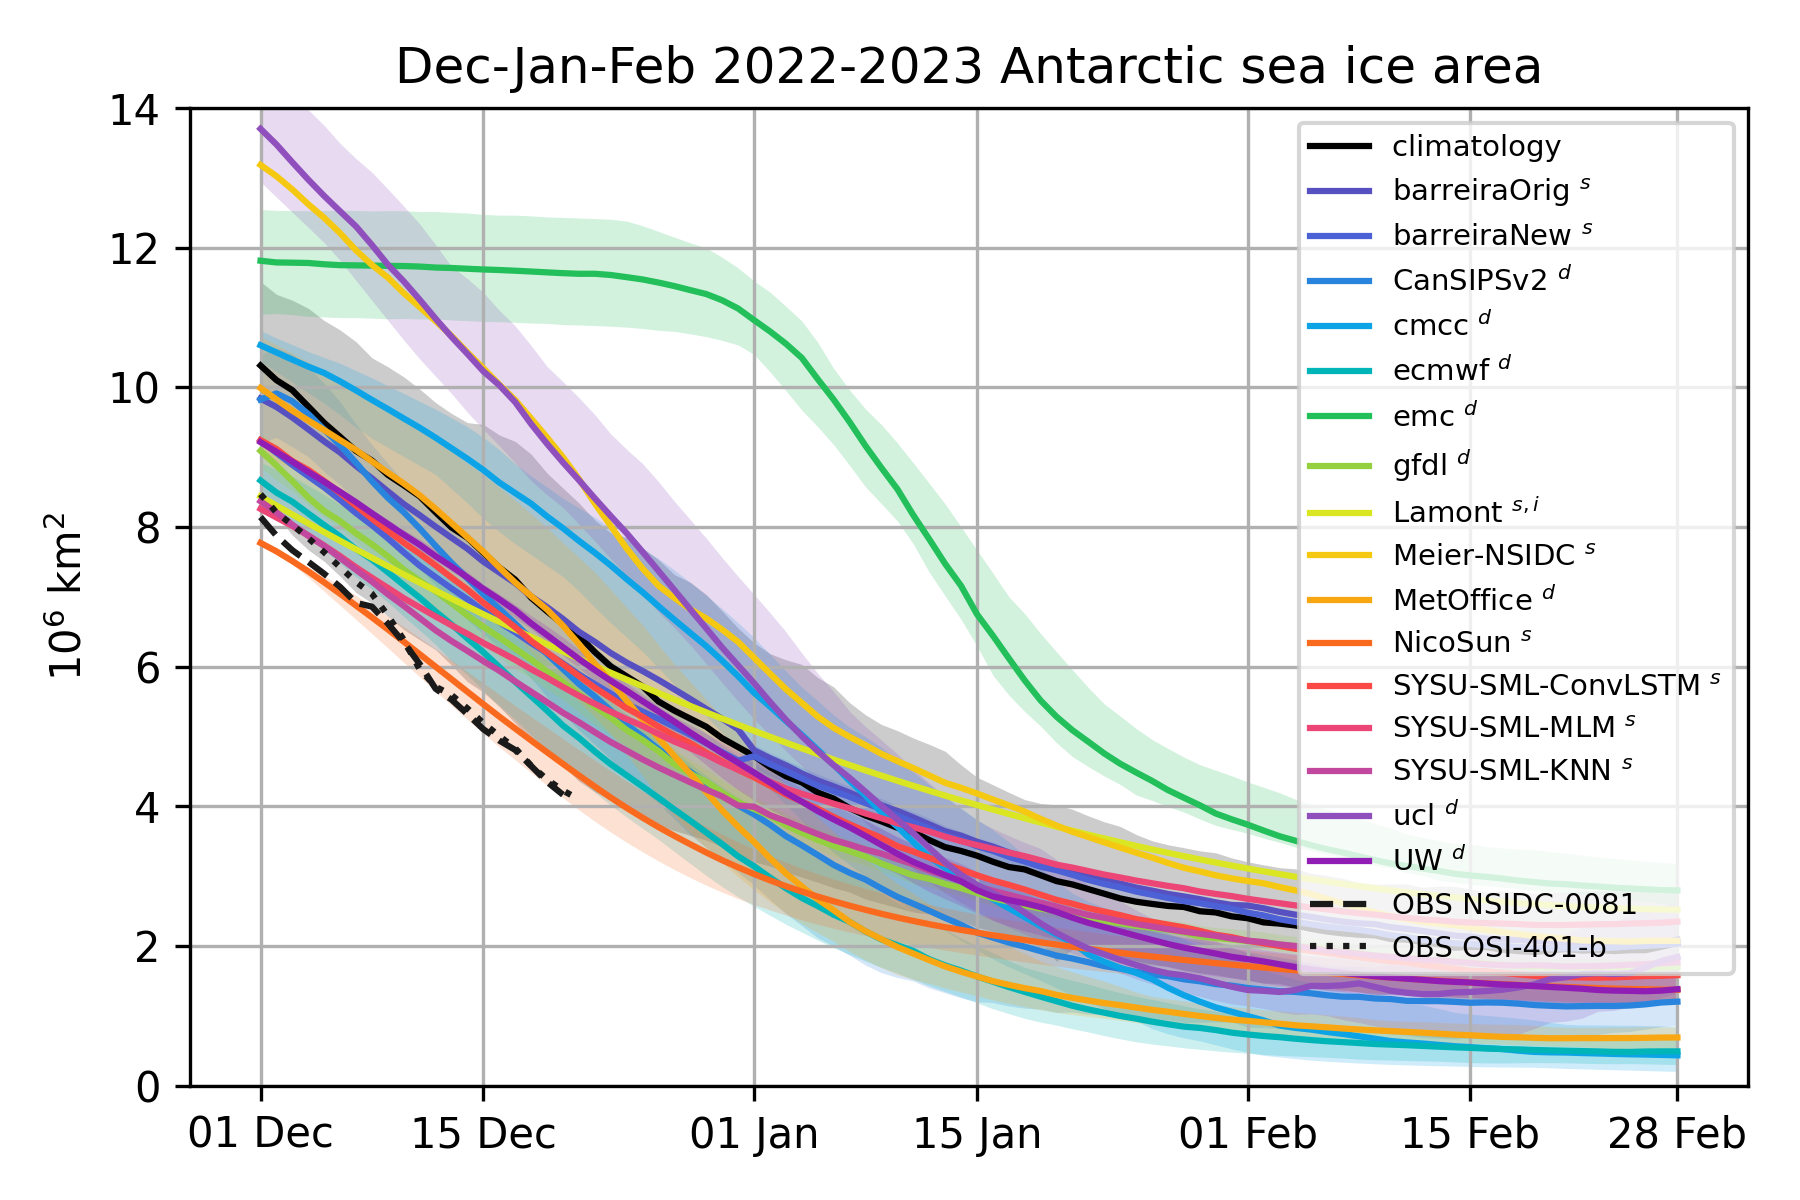 Dec-Jan-Feb 2022-2023 Antarctic sea ice area
10⁶ km²
14
12
10
8
6
4
2
0
01 Dec 15 Dec 01 Jan 15 Jan 01 Feb 15 Feb 28 Feb
climatology
barreiraOrig ˢ
barreiraNew ˢ
CanSIPSv2 ᵈ
cmcc ᵈ
ecmwf ᵈ
emc ᵈ
gfdl ᵈ
Lamont ˢ,ⁱ
Meier-NSIDC ˢ
MetOffice ᵈ
NicoSun ˢ
SYSU-SML-ConvLSTM ˢ
SYSU-SML-MLM ˢ
SYSU-SML-KNN ˢ
ucl ᵈ
UW ᵈ
OBS NSIDC-0081
OBS OSI-401-b